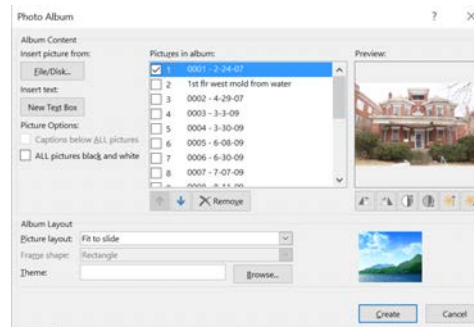 Photo Album
?
Album Content
Insert picture from:
File/Disk...
Insert text:
New Text Box
Picture Options:
Captions below ALL pictures
ALL pictures black and white
Pictures in album:
1 0001 - 2-24-07
2 1st flr west mold from water
3 0002 - 4-29-07
4 0003 - 3-3-09
5 0004 - 3-30-09
6 0005 - 6-08-09
7 0006 - 6-30-09
8 0007 - 7-07-09
Remove
Preview:
Album Layout
Picture layout: Fit to slide
Frame shape: Rectangle
Theme:
Browse...
Create
Cancel